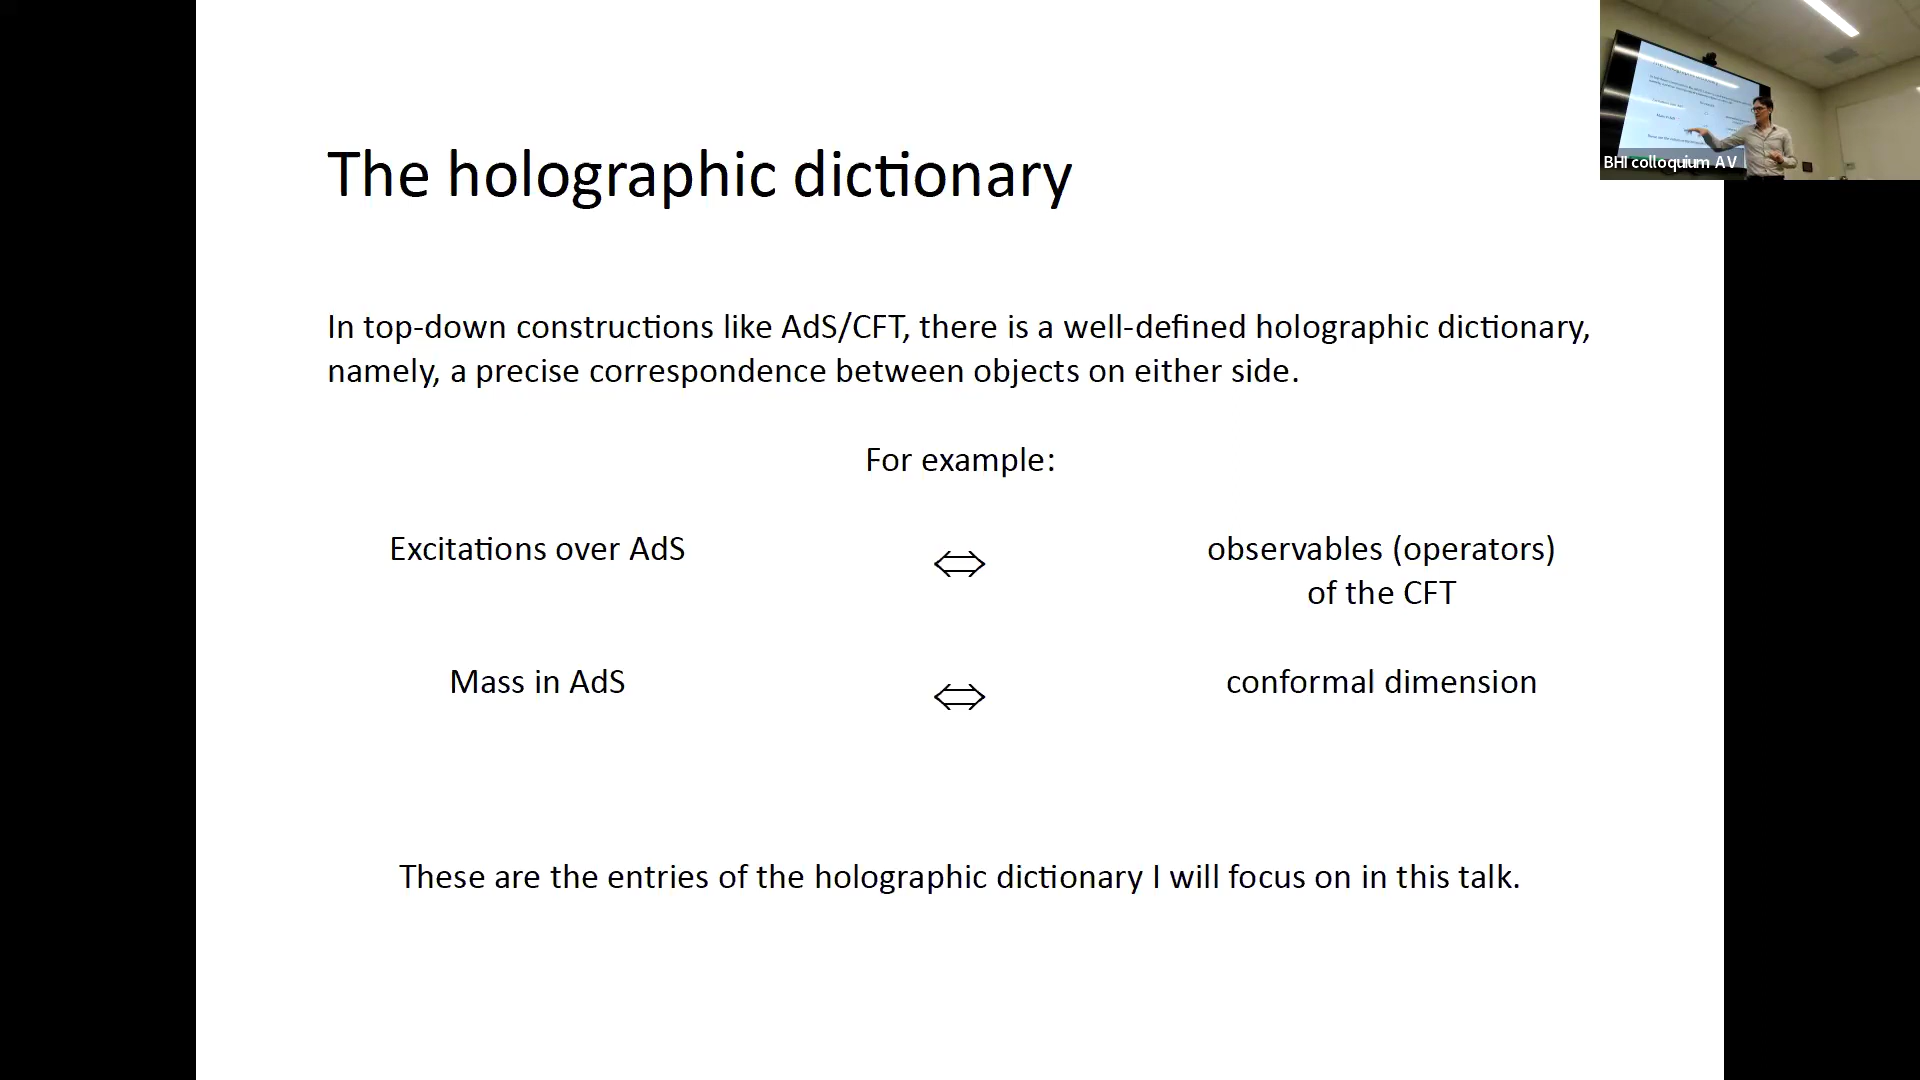 The holographic dictionary
BHI colloquium AV
In top-down constructions like AdS/CFT, there is a well-defined holographic dictionary,
namely, a precise correspondence between objects on either side.
For example:
Excitations over AdS ⇔ observables (operators)
of the CFT
Mass in AdS ⇔ conformal dimension
These are the entries of the holographic dictionary I will focus on in this talk.